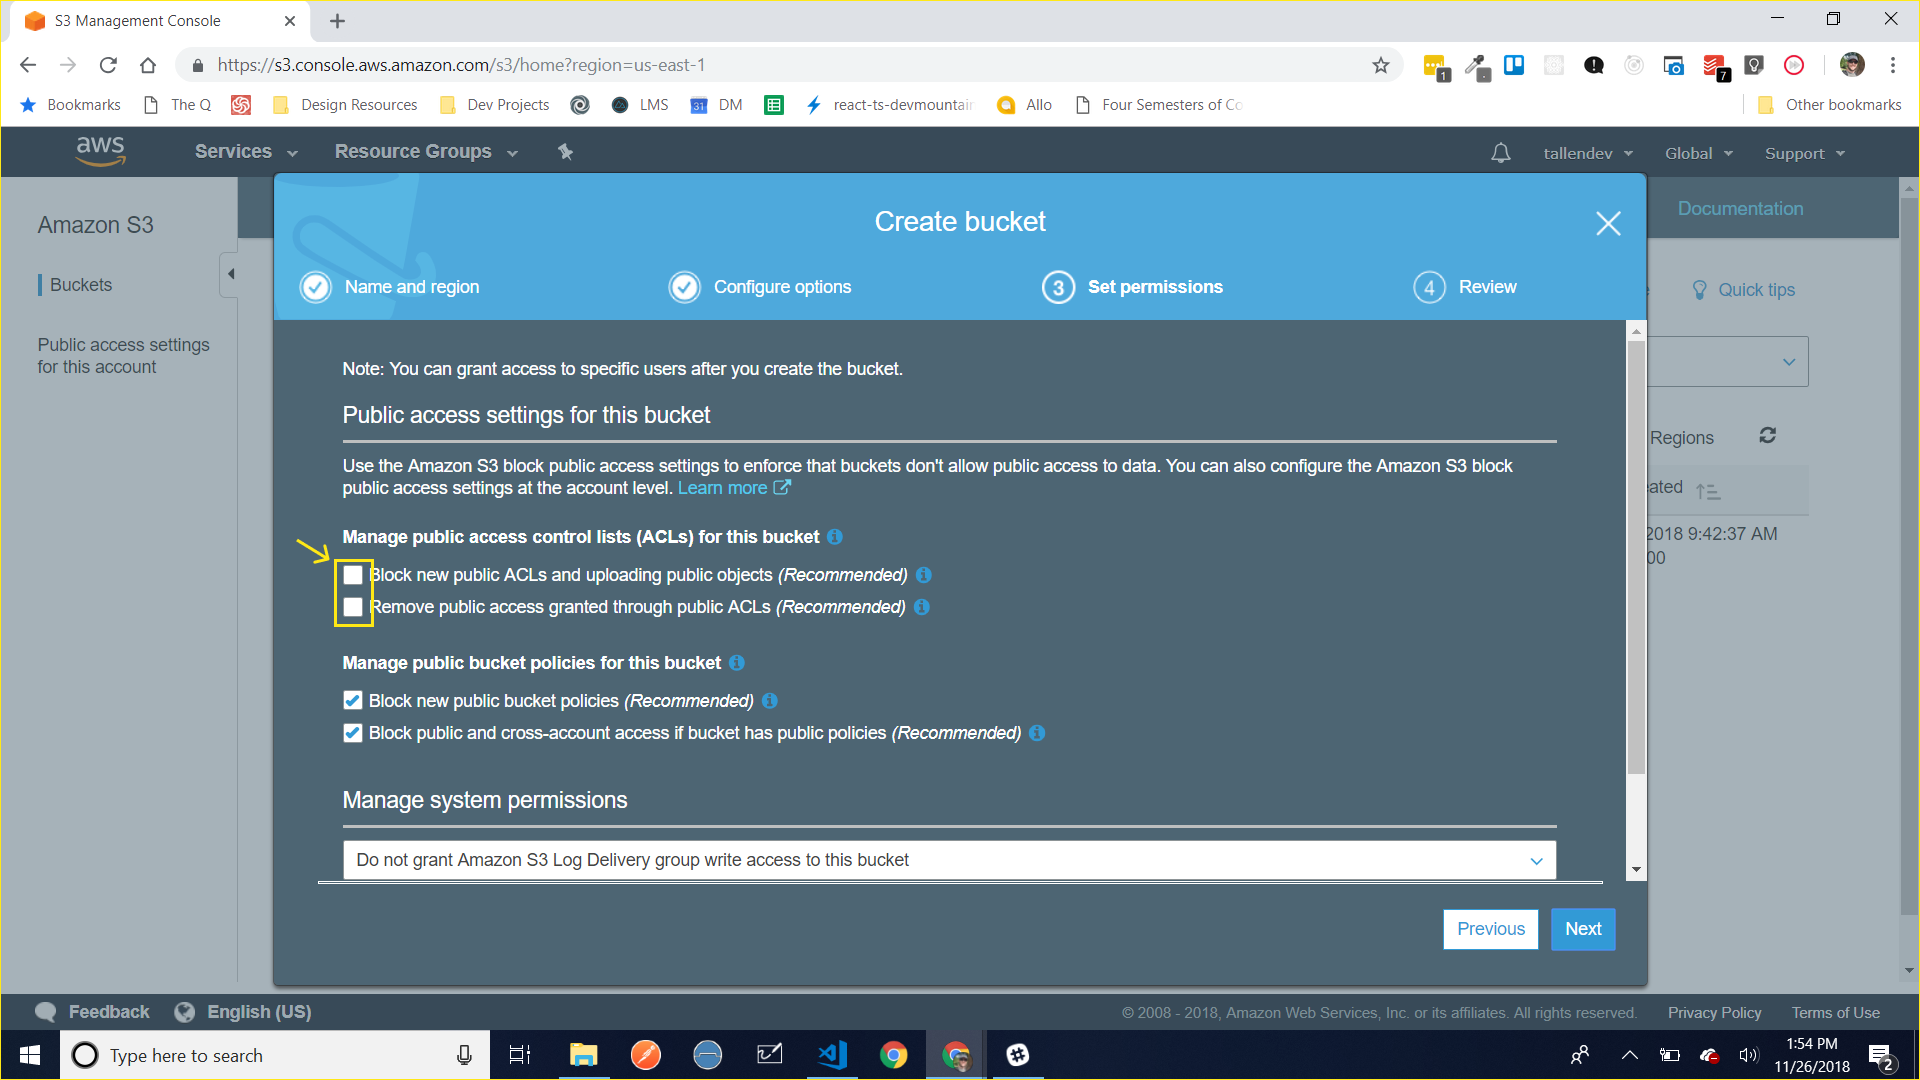 S3 Management Console
https://s3.console.aws.amazon.com/s3/home?region=us-east-1
1
7
Bookmarks
The Q
Design Resources
Dev Projects
LMS
31
DM
react-ts-devmountain
Allo
Four Semesters of Co
Other bookmarks
aws
Services
Resource Groups
tallendev
Global
Support
Amazon S3
Buckets
Public access settings
for this account
Documentation
Quick tips
Regions
eated
2018 9:42:37 AM
00
Create bucket
Name and region
Configure options
3 Set permissions
4 Review
Note: You can grant access to specific users after you create the bucket.
Public access settings for this bucket
Use the Amazon S3 block public access settings to enforce that buckets don't allow public access to data. You can also configure the Amazon S3 block
public access settings at the account level. Learn more
Manage public access control lists (ACLs) for this bucket
Block new public ACLs and uploading public objects (Recommended)
Remove public access granted through public ACLs (Recommended)
Manage public bucket policies for this bucket
Block new public bucket policies (Recommended)
Block public and cross-account access if bucket has public policies (Recommended)
Manage system permissions
Do not grant Amazon S3 Log Delivery group write access to this bucket
Previous
Next
Feedback
English (US)
© 2008 - 2018, Amazon Web Services, Inc. or its affiliates. All rights reserved.
Privacy Policy
Terms of Use
Type here to search
1:54 PM
11/26/2018
2